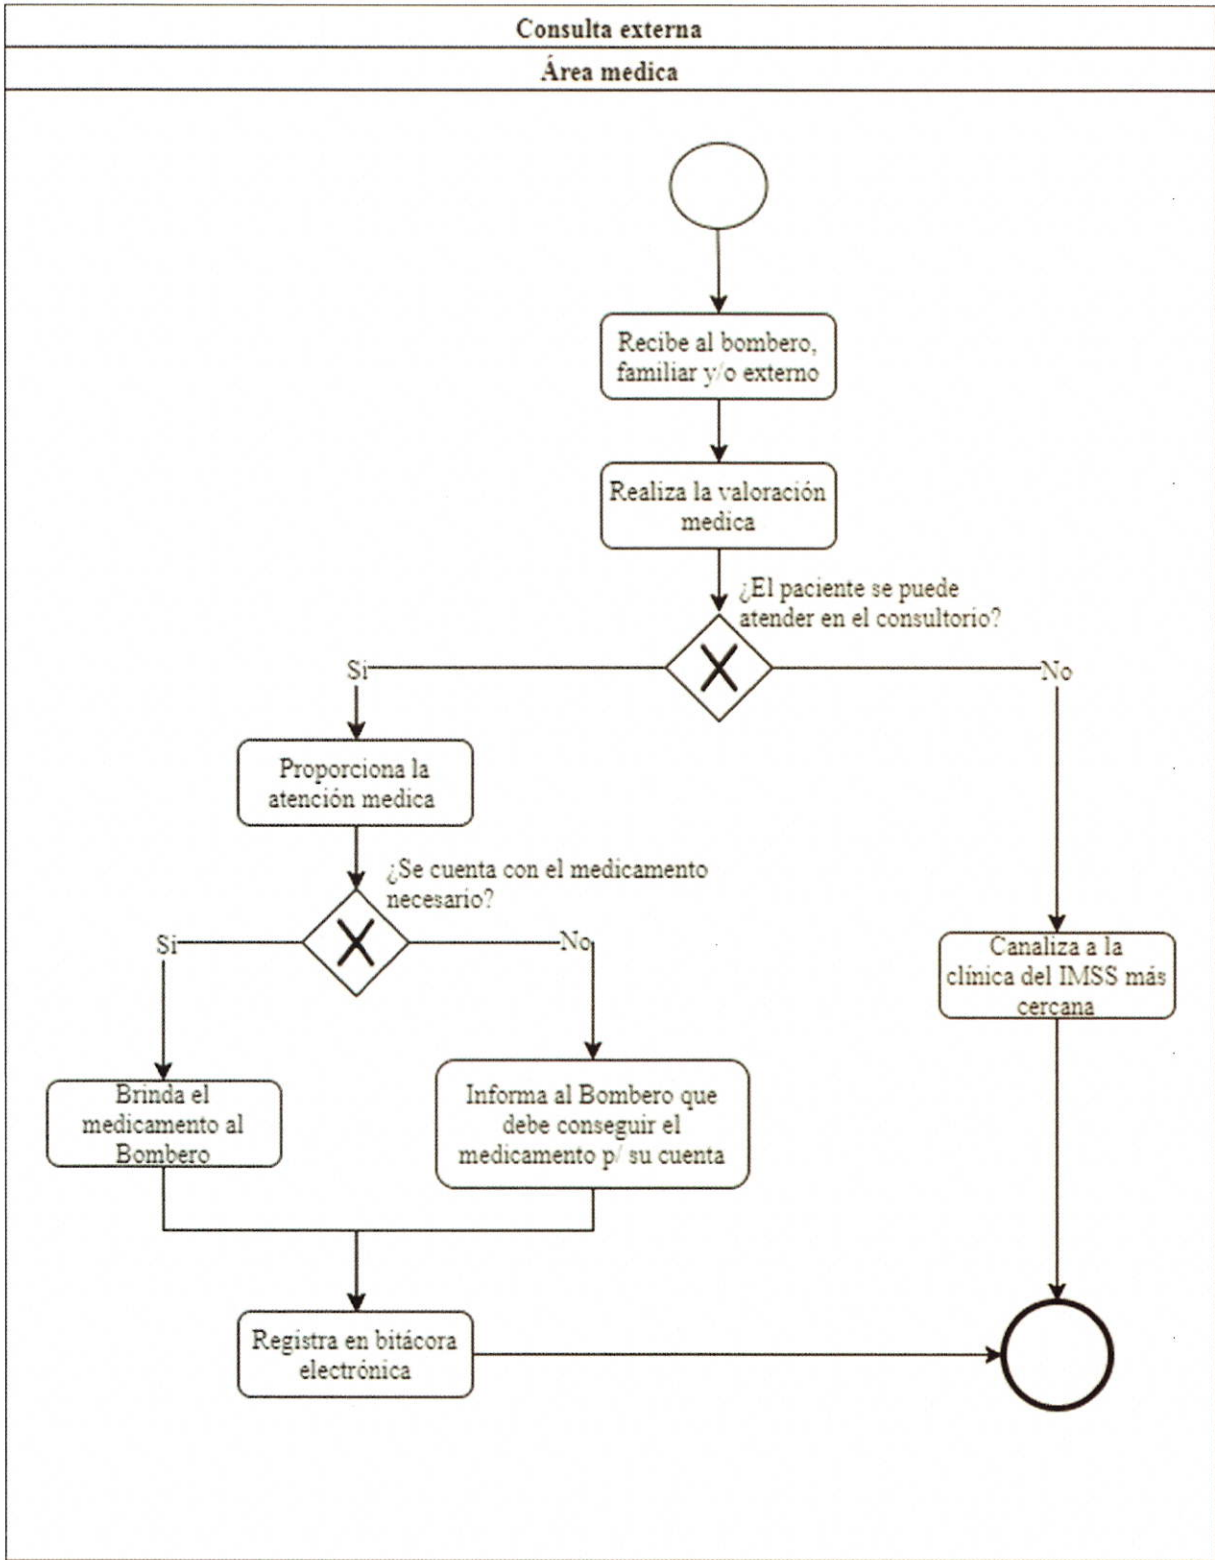 Consulta externa
Área medica
Recibe al bombero,
familiar y/o externo
Realiza la valoración
medica
¿El paciente se puede
atender en el consultorio?
Si
No
Proporciona la
atención medica
¿Se cuenta con el medicamento
necesario?
Si
No
Canaliza a la
clínica del IMSS más
cercana
Brinda el
medicamento al
Bombero
Informa al Bombero que
debe conseguir el
medicamento p/ su cuenta
Registra en bitácora
electrónica